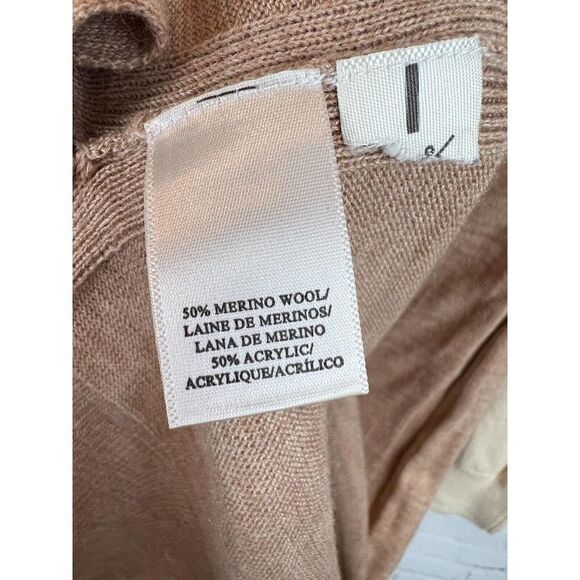 50% MERINO WOOL/
LAINE DE MERINOS/
LANA DE MERINO
50% ACRYLIC/
ACRYLIQUE/ACRÍLICO